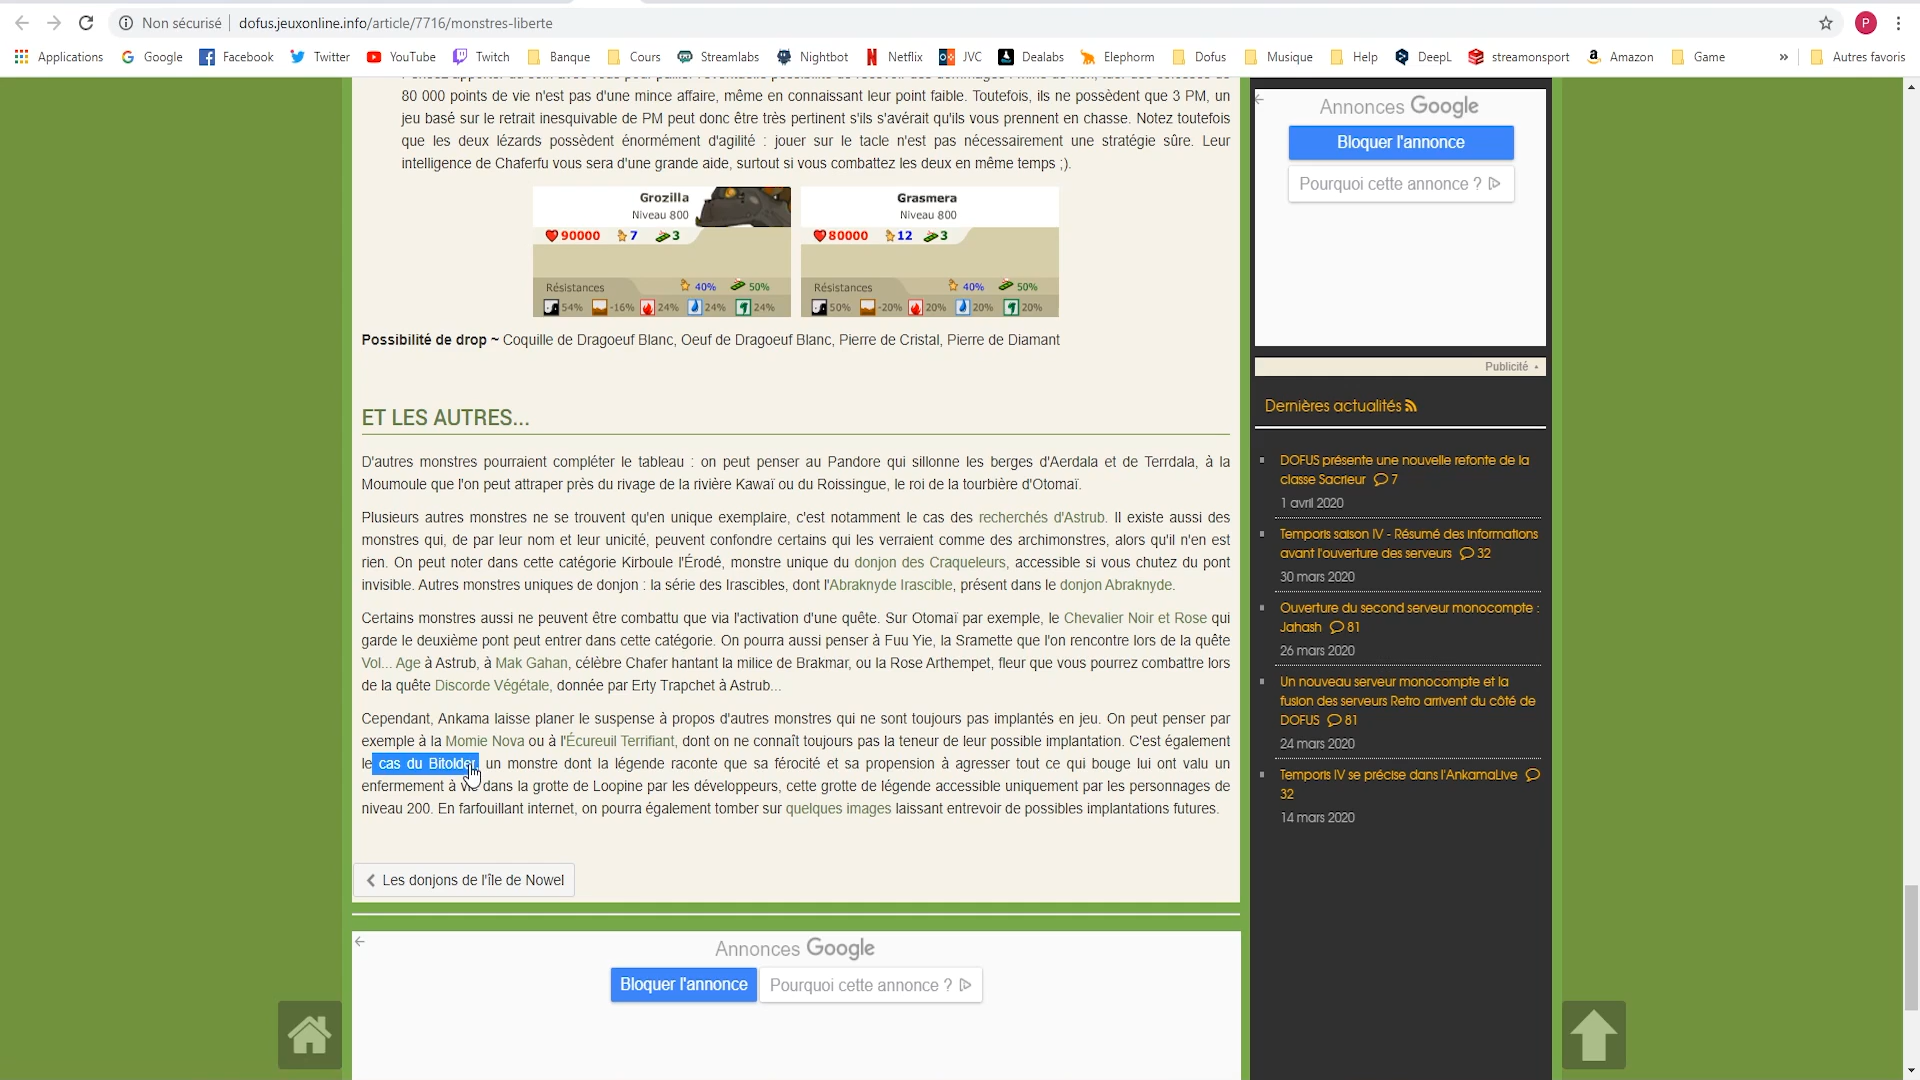 Non sécurisé dofus.jeuxonline.info/article/7716/monstres-liberte P
Applications Google Facebook Twitter YouTube Twitch Banque Cours Streamlabs Nightbot Netflix JVC Dealabs Elephorm Dofus Musique Help DeepL streamonsport Amazon Game » Autres favoris
80 000 points de vie n'est pas d'une mince affaire, même en connaissant leur point faible. Toutefois, ils ne possèdent que 3 PM, un
jeu basé sur le retrait inesquivable de PM peut donc être très pertinent s'ils s'avérait qu'ils vous prennent en chasse. Notez toutefois
que les deux lézards possèdent énormément d'agilité : jouer sur le tacle n'est pas nécessairement une stratégie sûre. Leur
intelligence de Chaferfu vous sera d'une grande aide, surtout si vous combattez les deux en même temps ;).
Grozilla
Niveau 800
90000 7 3
Résistances 40% 50%
54% -16% 24% 24% 24%
Grasmera
Niveau 800
80000 12 3
Résistances 40% 50%
50% -20% 20% 20% 20%
Possibilité de drop ~ Coquille de Dragoeuf Blanc, Oeuf de Dragoeuf Blanc, Pierre de Cristal, Pierre de Diamant
ET LES AUTRES...
D'autres monstres pourraient compléter le tableau : on peut penser au Pandore qui sillonne les berges d'Aerdala et de Terrdala, à la
Moumoule que l'on peut attraper près du rivage de la rivière Kawaï ou du Roissingue, le roi de la tourbière d'Otomaï.
Plusieurs autres monstres ne se trouvent qu'en unique exemplaire, c'est notamment le cas des recherchés d'Astrub. Il existe aussi des
monstres qui, de par leur nom et leur unicité, peuvent confondre certains qui les verraient comme des archimonstres, alors qu'il n'en est
rien. On peut noter dans cette catégorie Kirboule l'Érodé, monstre unique du donjon des Craqueleurs, accessible si vous chutez du pont
invisible. Autres monstres uniques de donjon : la série des Irascibles, dont l'Abraknyde Irascible, présent dans le donjon Abraknyde.
Certains monstres aussi ne peuvent être combattu que via l'activation d'une quête. Sur Otomaï par exemple, le Chevalier Noir et Rose qui
garde le deuxième pont peut entrer dans cette catégorie. On pourra aussi penser à Fuu Yie, la Sramette que l'on rencontre lors de la quête
Vol... Age à Astrub, à Mak Gahan, célèbre Chafer hantant la milice de Brakmar, ou la Rose Arthempet, fleur que vous pourrez combattre lors
de la quête Discorde Végétale, donnée par Erty Trapchet à Astrub...
Cependant, Ankama laisse planer le suspense à propos d'autres monstres qui ne sont toujours pas implantés en jeu. On peut penser par
exemple à la Momie Nova ou à l'Écureuil Terrifiant, dont on ne connaît toujours pas la teneur de leur possible implantation. C'est également
le cas du Bitolder, un monstre dont la légende raconte que sa férocité et sa propension à agresser tout ce qui bouge lui ont valu un
enfermement à vie dans la grotte de Loopine par les développeurs, cette grotte de légende accessible uniquement par les personnages de
niveau 200. En farfouillant internet, on pourra également tomber sur quelques images laissant entrevoir de possibles implantations futures.
Les donjons de l'île de Nowel
Annonces Google
Bloquer l'annonce Pourquoi cette annonce ?
Annonces Google
Bloquer l'annonce
Pourquoi cette annonce ?
Publicité
Dernières actualités
DOFUS présente une nouvelle refonte de la
classe Sacrieur 7
1 avril 2020
Temporis saison IV - Résumé des informations
avant l'ouverture des serveurs 32
30 mars 2020
Ouverture du second serveur monocompte :
Jahash 81
26 mars 2020
Un nouveau serveur monocompte et la
fusion des serveurs Retro arrivent du côté de
DOFUS 81
24 mars 2020
Temporis IV se précise dans l'AnkamaLive
32
14 mars 2020